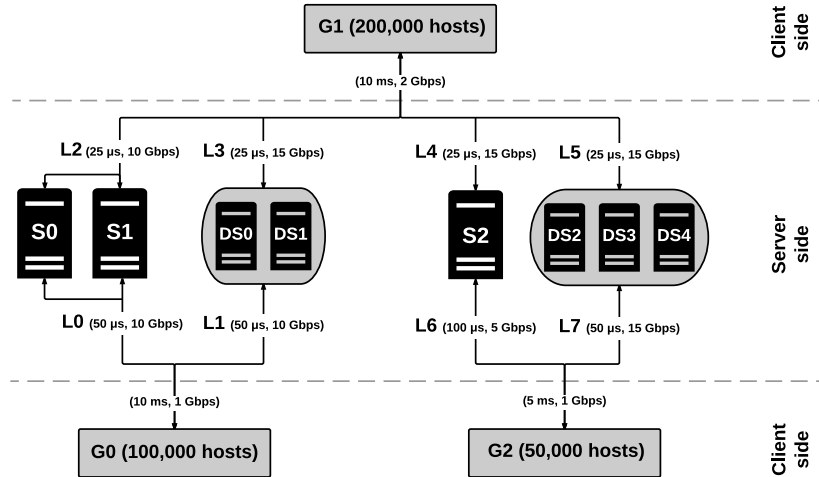 G1 (200,000 hosts)
Client
side
(10 ms, 2 Gbps)
L2 (25 μs, 10 Gbps)
L3 (25 μs, 15 Gbps)
L4 (25 μs, 15 Gbps)
L5 (25 μs, 15 Gbps)
S0
S1
DS0
DS1
S2
DS2
DS3
DS4
Server
side
L0 (50 μs, 10 Gbps)
L1 (50 μs, 10 Gbps)
L6 (100 μs, 5 Gbps)
L7 (50 μs, 15 Gbps)
(10 ms, 1 Gbps)
(5 ms, 1 Gbps)
G0 (100,000 hosts)
G2 (50,000 hosts)
Client
side